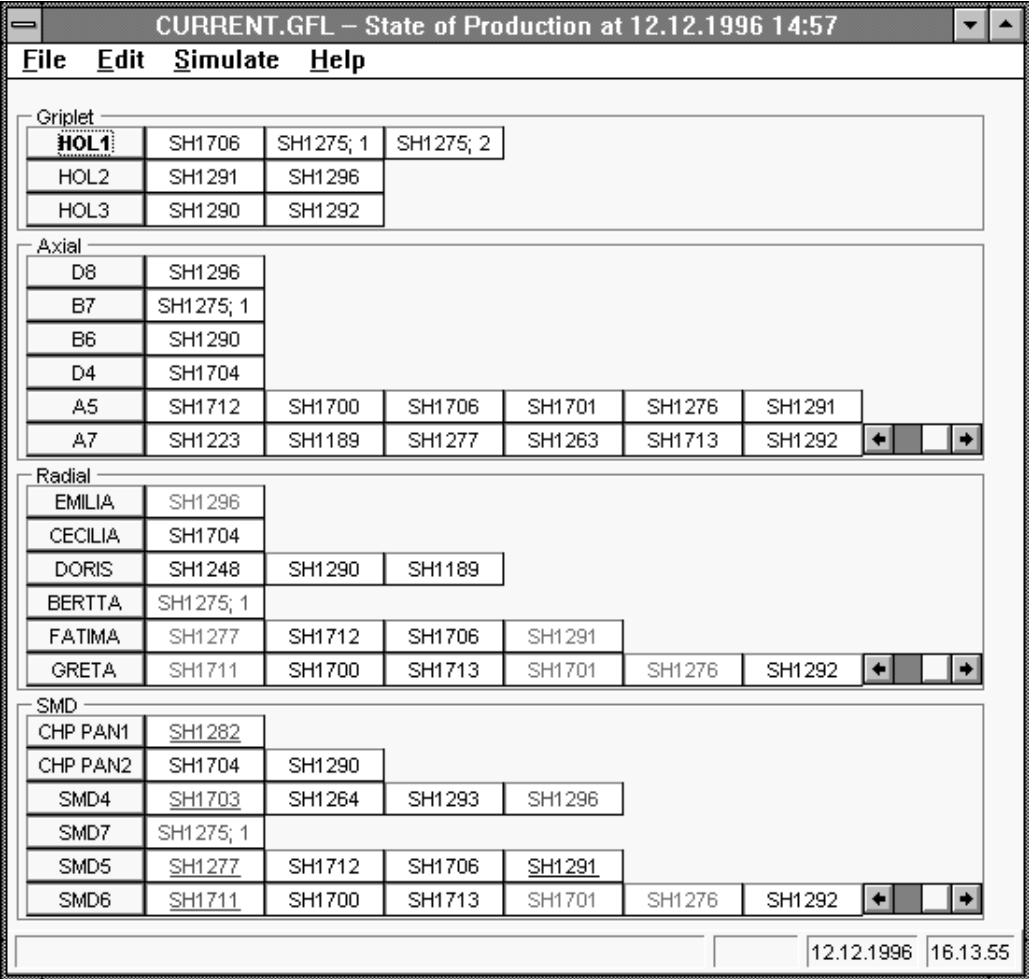 CURRENT.GFL – State of Production at 12.12.1996 14:57
File Edit Simulate Help
Griplet
HOL1 SH1706 SH1275; 1 SH1275; 2
HOL2 SH1291 SH1296
HOL3 SH1290 SH1292
Axial
D8 SH1296
B7 SH1275; 1
B6 SH1290
D4 SH1704
A5 SH1712 SH1700 SH1706 SH1701 SH1276 SH1291
A7 SH1223 SH1189 SH1277 SH1263 SH1713 SH1292
Radial
EMILIA SH1296
CECILIA SH1704
DORIS SH1248 SH1290 SH1189
BERTTA SH1275; 1
FATIMA SH1277 SH1712 SH1706 SH1291
GRETA SH1711 SH1700 SH1713 SH1701 SH1276 SH1292
SMD
CHP PAN1 SH1282
CHP PAN2 SH1704 SH1290
SMD4 SH1703 SH1264 SH1293 SH1296
SMD7 SH1275; 1
SMD5 SH1277 SH1712 SH1706 SH1291
SMD6 SH1711 SH1700 SH1713 SH1701 SH1276 SH1292
12.12.1996 16.13.55